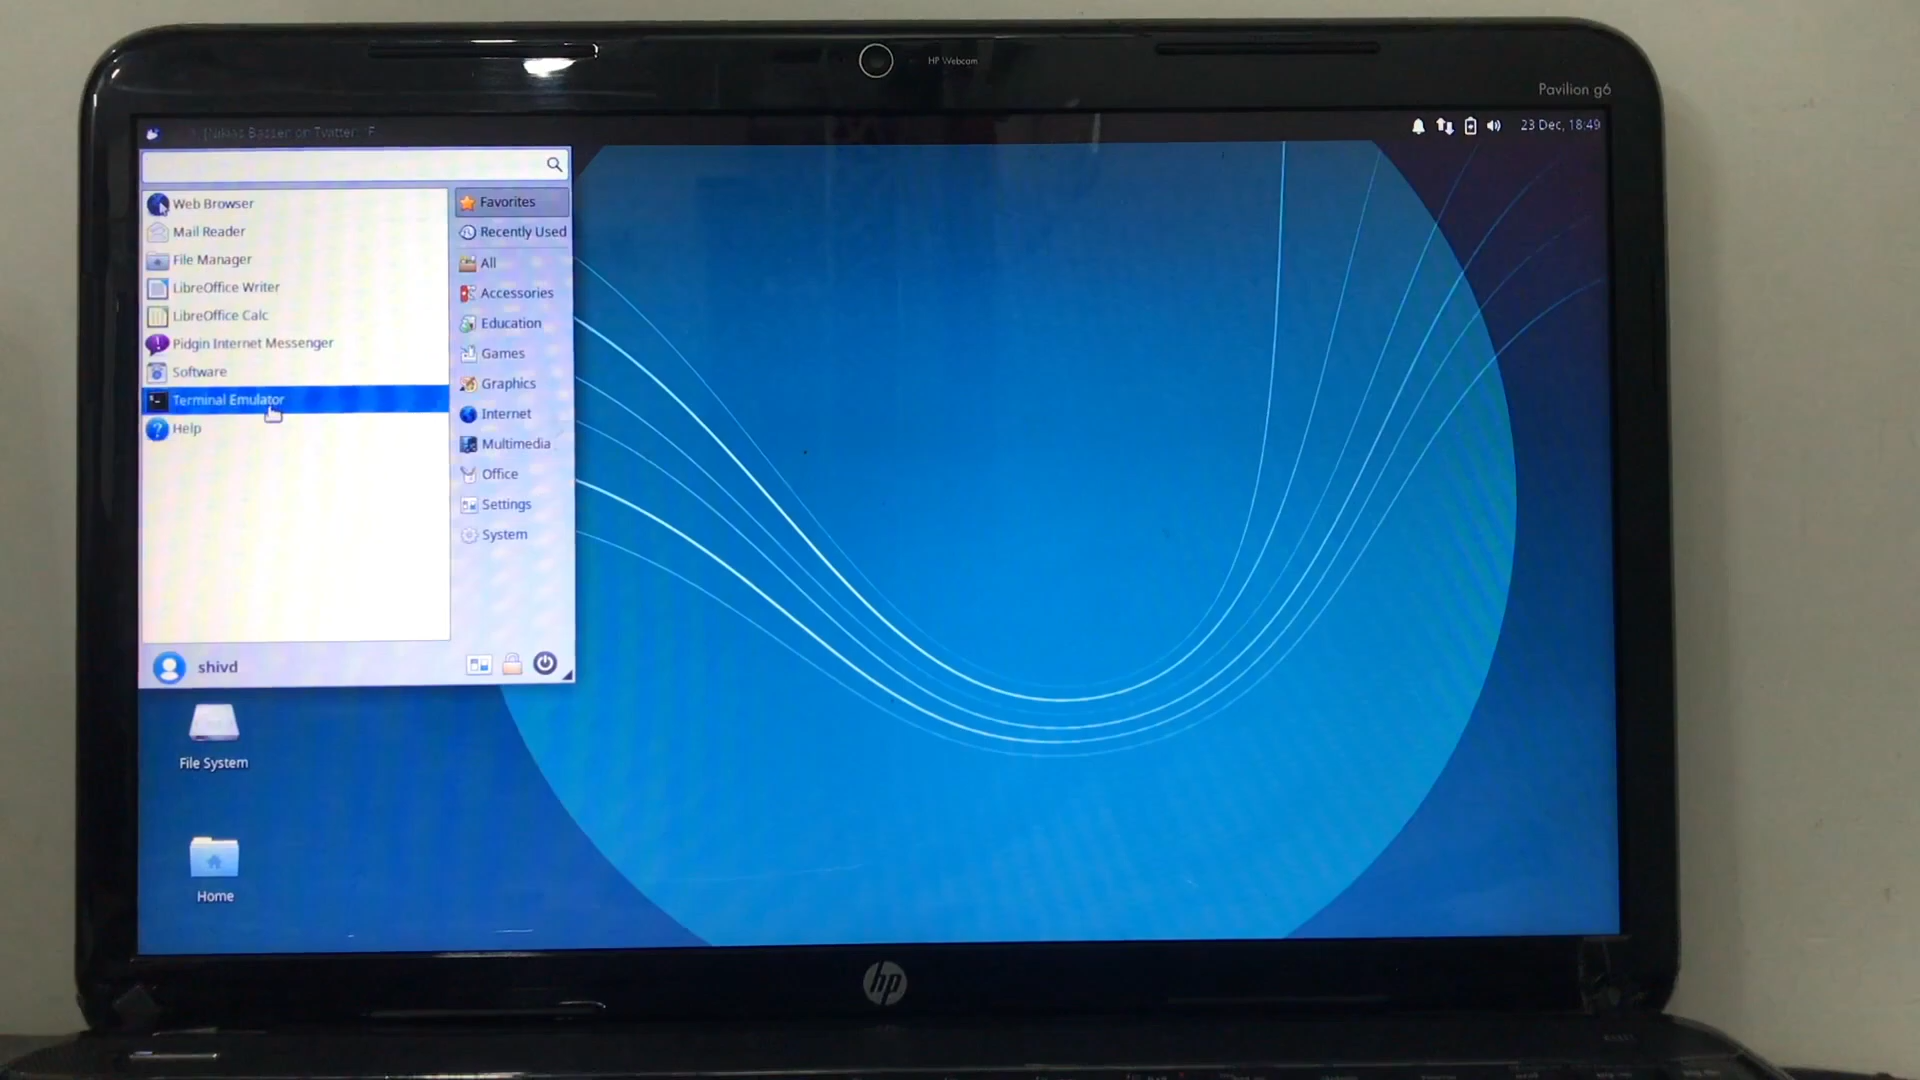 HP Webcam
Pavilion g6
on Twitter: "F
23 Dec, 18:49
Web Browser
Mail Reader
File Manager
LibreOffice Writer
LibreOffice Calc
Pidgin Internet Messenger
Software
Terminal Emulator
Help
Favorites
Recently Used
All
Accessories
Education
Games
Graphics
Internet
Multimedia
Office
Settings
System
shivd
File System
Home
hp